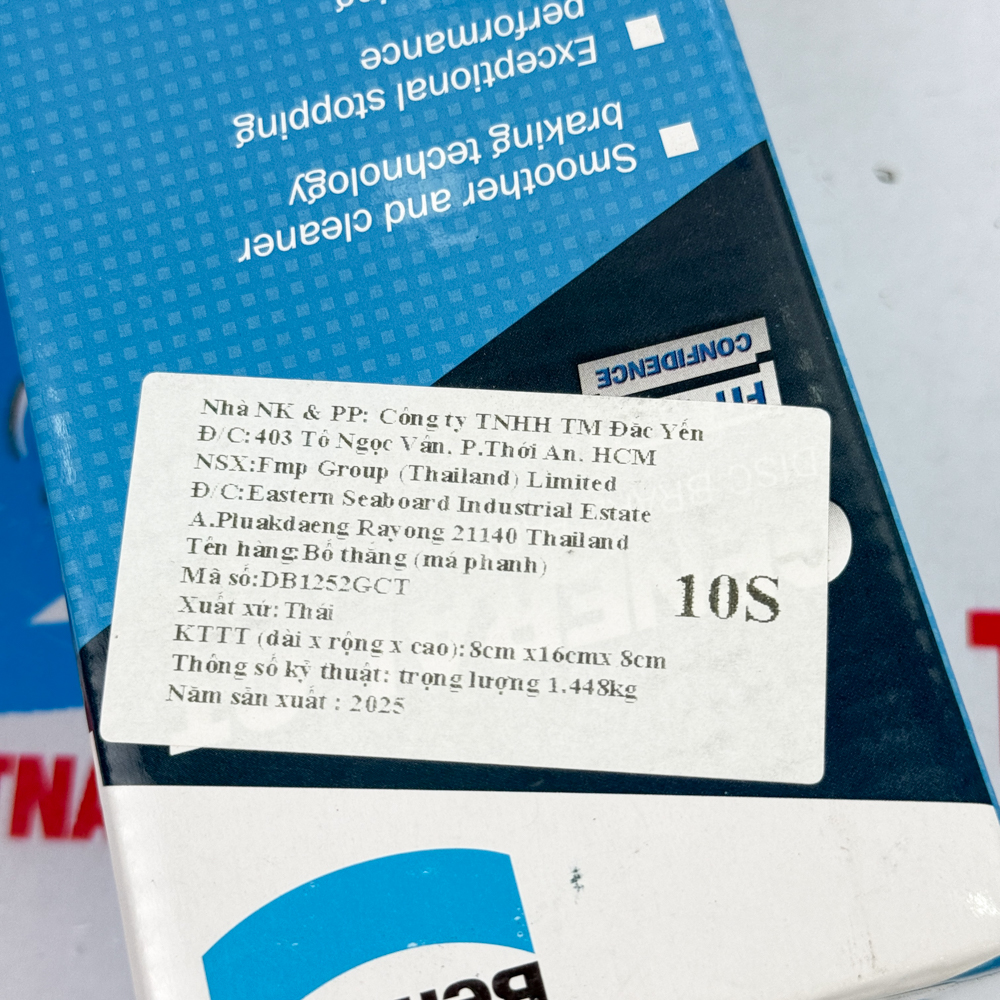 Smoother and cleaner
braking technology
Exceptional stopping
performance
CONFIDENCE
Nhà NK & PP: Công ty TNHH TM Đăc Yến
Đ/C: 403 Tô Ngọc Vân, P.Thới An, HCM
NSX:Fmp Group (Thailand) Limited
Đ/C:Eastern Seaboard Industrial Estate
A.Pluakdaeng Rayong 21140 Thailand
Tên hàng:Bố thắng (má phanh)
Mã số:DB1252GCT
10S
Xuất xứ: Thái
KTTT (dài x rộng x cao): 8cm x16cmx 8cm
Thông số kỹ thuật: trọng lượng 1.448kg
Năm sản xuất : 2025